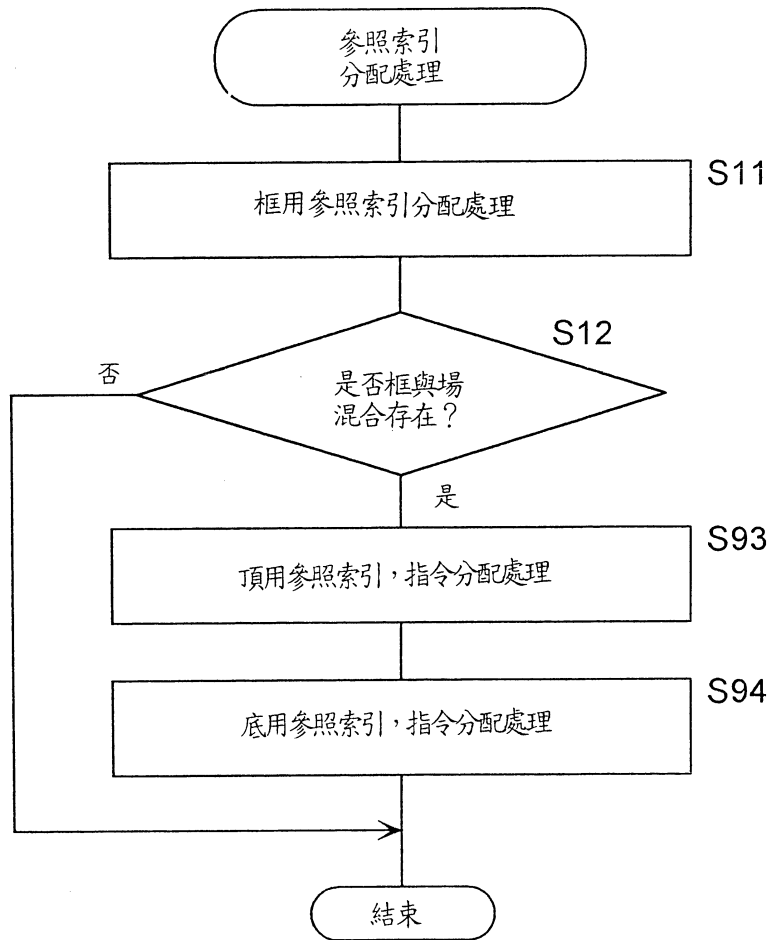 參照索引
分配處理
S11
框用參照索引分配處理
S12
否
是否框與場
混合存在？
是
S93
頂用參照索引，指令分配處理
S94
底用參照索引，指令分配處理
結束